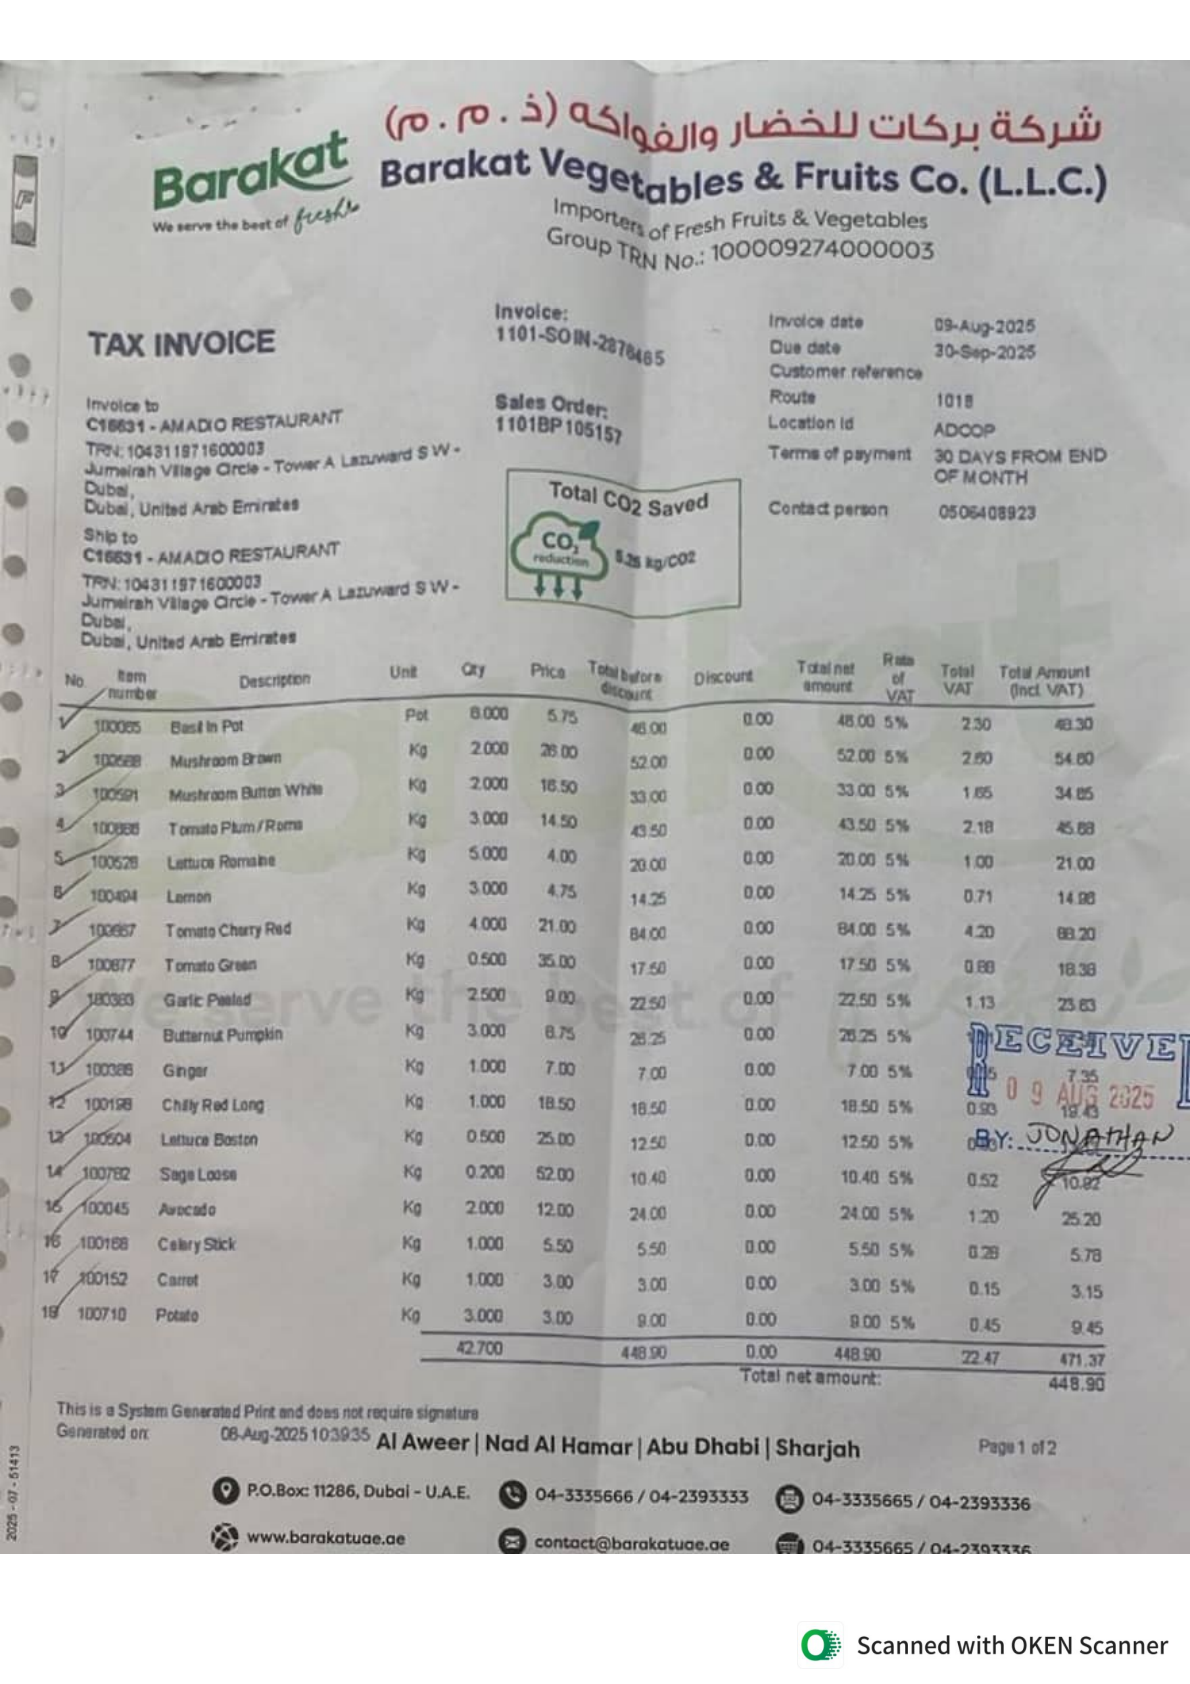 شركة بركات للخضار والفواكه (ذ.م.م)
Barakat
We serve the best of fresh
Barakat Vegetables & Fruits Co. (L.L.C.)
Importers of Fresh Fruits & Vegetables
Group TRN No.: 100009274000003
TAX INVOICE
Invoice:
1101-SOIN-2878465
Sales Order:
1101BP105157
Invoice date 09-Aug-2025
Due date 30-Sep-2025
Customer reference
Route 1018
Location id ADCOP
Terms of payment 30 DAYS FROM END
OF MONTH
Contact person 0506408923
Invoice to
C16631 - AMADIO RESTAURANT
TRN: 104311971600003
Jumeirah Village Circle - Tower A Lazuward S W -
Dubai,
Dubai, United Arab Emirates
Ship to
C16631 - AMADIO RESTAURANT
TRN: 104311971600003
Jumeirah Village Circle - Tower A Lazuward S W -
Dubai,
Dubai, United Arab Emirates
Total CO2 Saved
CO2
reduction
kg/CO2
No. Item number Description Unit Qty Price Total before discount Discount Total net amount Rate of VAT Total VAT Total Amount (Incl. VAT)
1 100085 Basil In Pot Pot 8.000 5.75 46.00 0.00 46.00 5% 2.30 48.30
2 100588 Mushroom Brown Kg 2.000 26.00 52.00 0.00 52.00 5% 2.60 54.60
3 100591 Mushroom Button White Kg 2.000 16.50 33.00 0.00 33.00 5% 1.65 34.65
4 100886 Tomato Plum/Roma Kg 3.000 14.50 43.50 0.00 43.50 5% 2.18 45.68
5 100528 Lettuce Romaine Kg 5.000 4.00 20.00 0.00 20.00 5% 1.00 21.00
6 100494 Lemon Kg 3.000 4.75 14.25 0.00 14.25 5% 0.71 14.96
7 100867 Tomato Cherry Red Kg 4.000 21.00 84.00 0.00 84.00 5% 4.20 88.20
8 100877 Tomato Green Kg 0.500 35.00 17.50 0.00 17.50 5% 0.88 18.38
9 100383 Garlic Peeled Kg 2.500 9.00 22.50 0.00 22.50 5% 1.13 23.63
10 100744 Butternut Pumpkin Kg 3.000 8.75 26.25 0.00 26.25 5%
11 100386 Ginger Kg 1.000 7.00 7.00 0.00 7.00 5% 7.35
12 100198 Chilly Red Long Kg 1.000 18.50 18.50 0.00 18.50 5% 0.93 19.43
13 100504 Lettuce Boston Kg 0.500 25.00 12.50 0.00 12.50 5%
14 100782 Sage Loose Kg 0.200 52.00 10.40 0.00 10.40 5% 0.52 10.92
15 100045 Avocado Kg 2.000 12.00 24.00 0.00 24.00 5% 1.20 25.20
16 100168 Celery Stick Kg 1.000 5.50 5.50 0.00 5.50 5% 0.28 5.78
17 100152 Carrot Kg 1.000 3.00 3.00 0.00 3.00 5% 0.15 3.15
18 100710 Potato Kg 3.000 3.00 9.00 0.00 9.00 5% 0.45 9.45
42.700 448.90 0.00 448.90 22.47 471.37
Total net amount: 448.90
RECEIVE
09 AUG 2025
BY: JONATHAN
This is a System Generated Print and does not require signature
Generated on: 08-Aug-2025 10:39:35
Al Aweer | Nad Al Hamar | Abu Dhabi | Sharjah
Page 1 of 2
P.O.Box: 11286, Dubai - U.A.E. 04-3335666 / 04-2393333 04-3335665 / 04-2393336
www.barakatuae.ae contact@barakatuae.ae 04-3335665 / 04-2393336
2025 - 07 - 51413
Scanned with OKEN Scanner